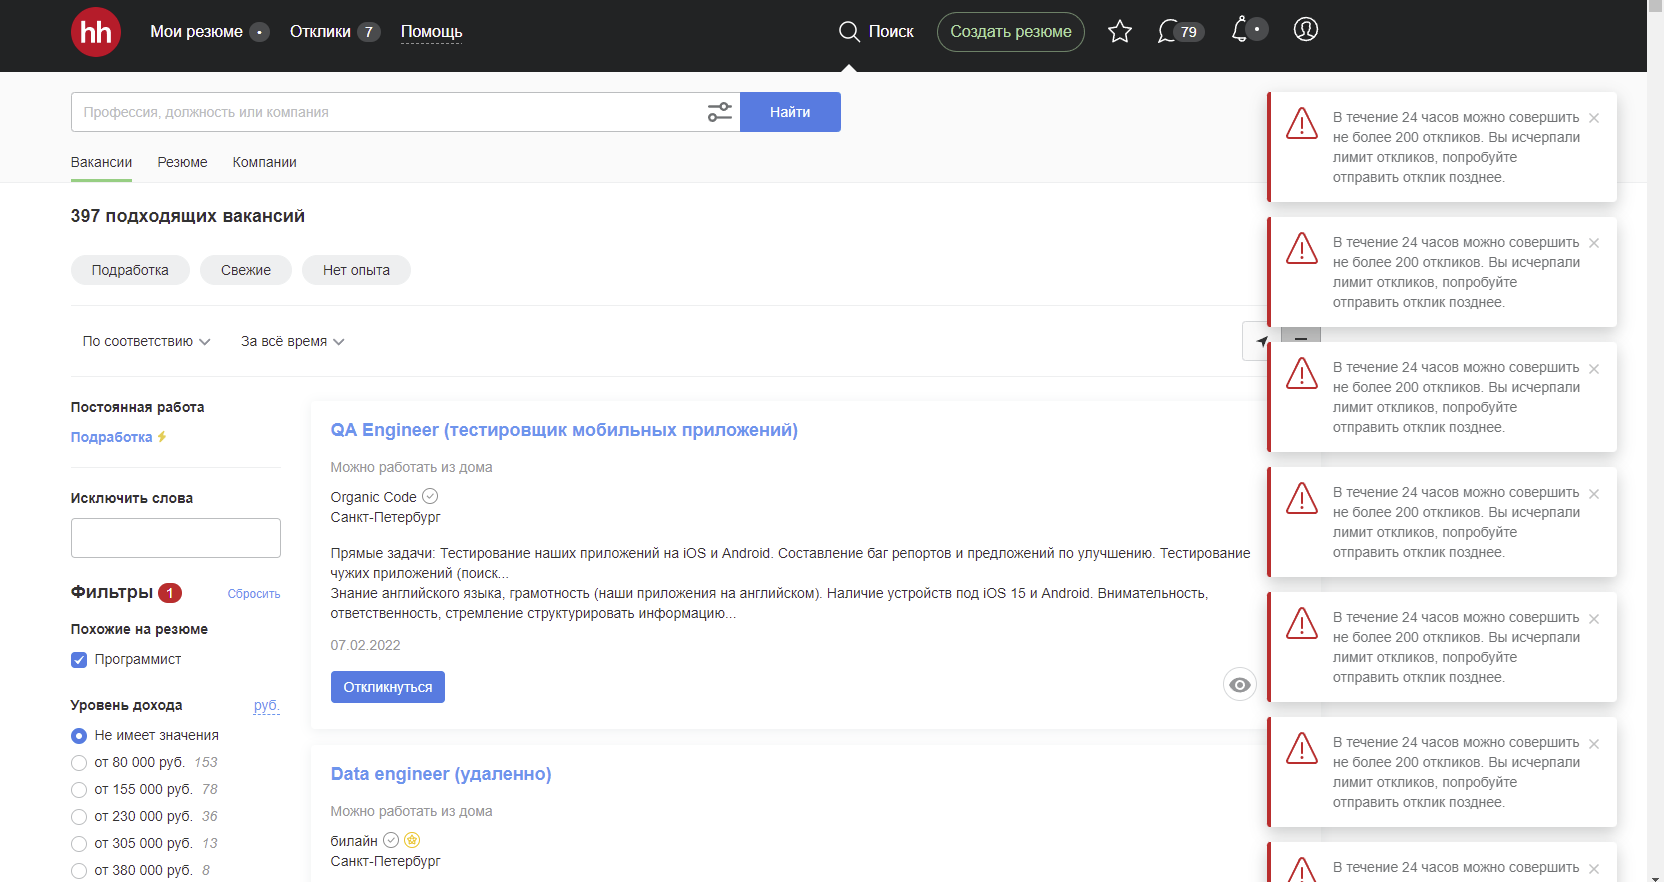 hh
Мои резюме
Отклики 7
Помощь
Поиск
Создать резюме
79
Профессия, должность или компания
Найти
Вакансии
Резюме
Компании
397 подходящих вакансий
Подработка
Свежие
Нет опыта
По соответствию
За всё время
Постоянная работа
Подработка
Исключить слова
Фильтры 1
Сбросить
Похожие на резюме
Программист
Уровень дохода
руб.
Не имеет значения
от 80 000 руб. 153
от 155 000 руб. 78
от 230 000 руб. 36
от 305 000 руб. 13
от 380 000 руб. 8
QA Engineer (тестировщик мобильных приложений)
Можно работать из дома
Organic Code
Санкт-Петербург
Прямые задачи: Тестирование наших приложений на iOS и Android. Составление баг репортов и предложений по улучшению. Тестирование
чужих приложений (поиск...
Знание английского языка, грамотность (наши приложения на английском). Наличие устройств под iOS 15 и Android. Внимательность,
ответственность, стремление структурировать информацию...
07.02.2022
Откликнуться
Data engineer (удаленно)
Можно работать из дома
билайн
Санкт-Петербург
В течение 24 часов можно совершить
не более 200 откликов. Вы исчерпали
лимит откликов, попробуйте
отправить отклик позднее.
В течение 24 часов можно совершить
не более 200 откликов. Вы исчерпали
лимит откликов, попробуйте
отправить отклик позднее.
В течение 24 часов можно совершить
не более 200 откликов. Вы исчерпали
лимит откликов, попробуйте
отправить отклик позднее.
В течение 24 часов можно совершить
не более 200 откликов. Вы исчерпали
лимит откликов, попробуйте
отправить отклик позднее.
В течение 24 часов можно совершить
не более 200 откликов. Вы исчерпали
лимит откликов, попробуйте
отправить отклик позднее.
В течение 24 часов можно совершить
не более 200 откликов. Вы исчерпали
лимит откликов, попробуйте
отправить отклик позднее.
В течение 24 часов можно совершить